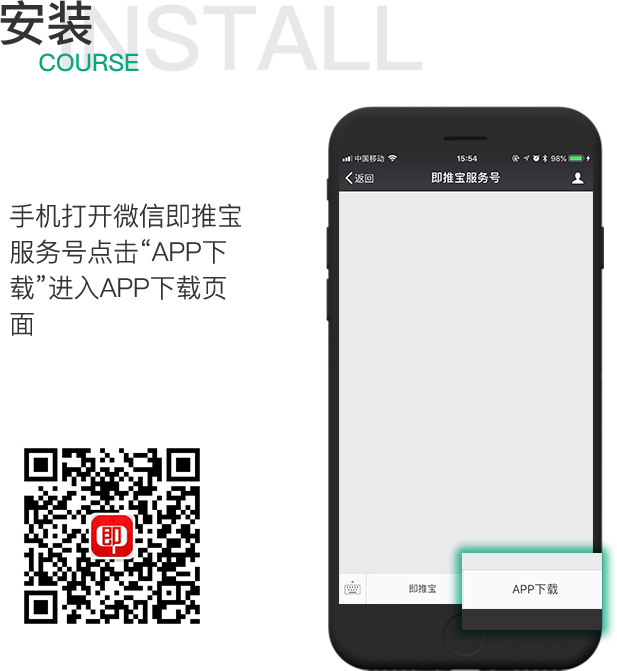 安装
INSTALL
COURSE
手机打开微信即推宝
服务号点击“APP下
载”进入APP下载页
面
即
中国移动 15:54 98%
返回 即推宝服务号
即推宝 APP下载